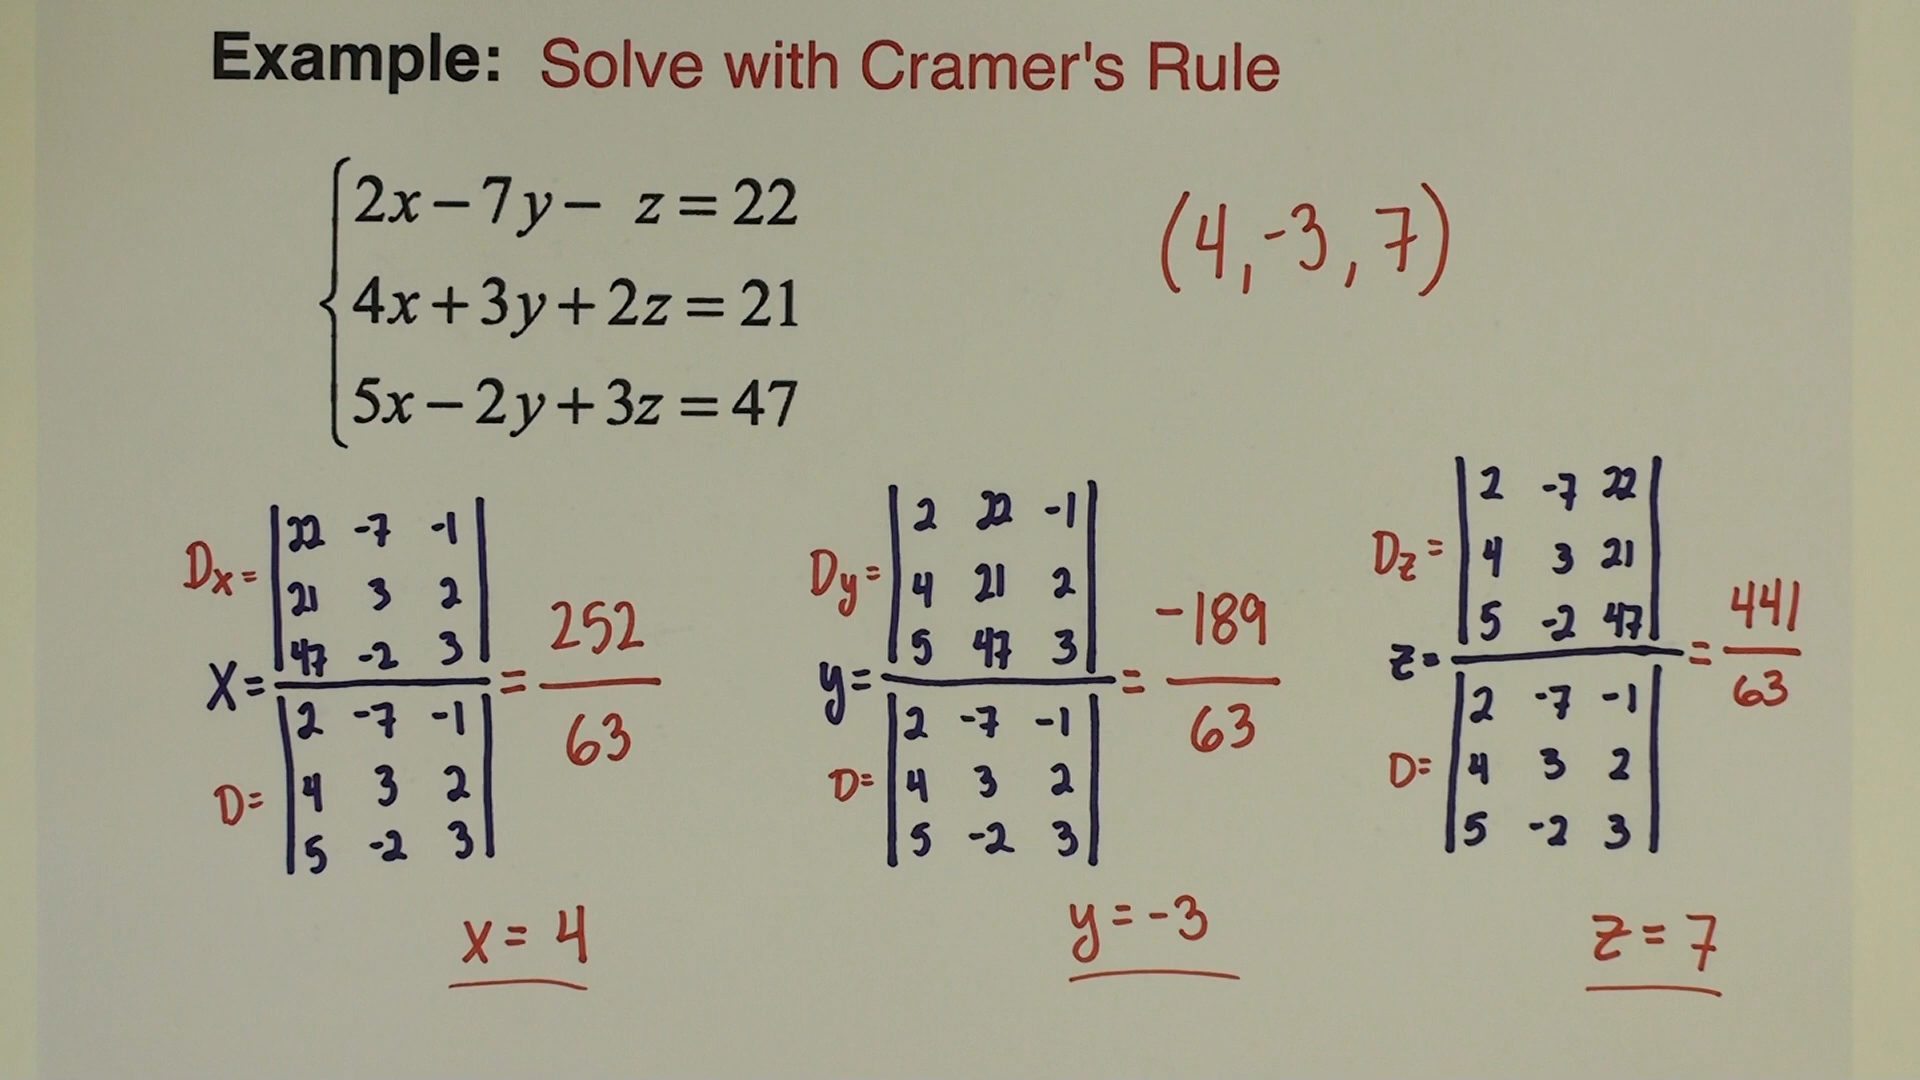 Example: Solve with Cramer's Rule
2x − 7y − z = 22
4x + 3y + 2z = 21
5x − 2y + 3z = 47
(4, -3, 7)
Dx = | 22 -7 -1 |
| 21 3 2 |
| 47 -2 3 |
X = = 252
63
D = | 2 -7 -1 |
| 4 3 2 |
| 5 -2 3 |
x = 4
Dy = | 2 22 -1 |
| 4 21 2 |
| 5 47 3 |
y = = -189
63
D = | 2 -7 -1 |
| 4 3 2 |
| 5 -2 3 |
y = -3
Dz = | 2 -7 22 |
| 4 3 21 |
| 5 -2 47 |
z = = 441
63
D = | 2 -7 -1 |
| 4 3 2 |
| 5 -2 3 |
z = 7